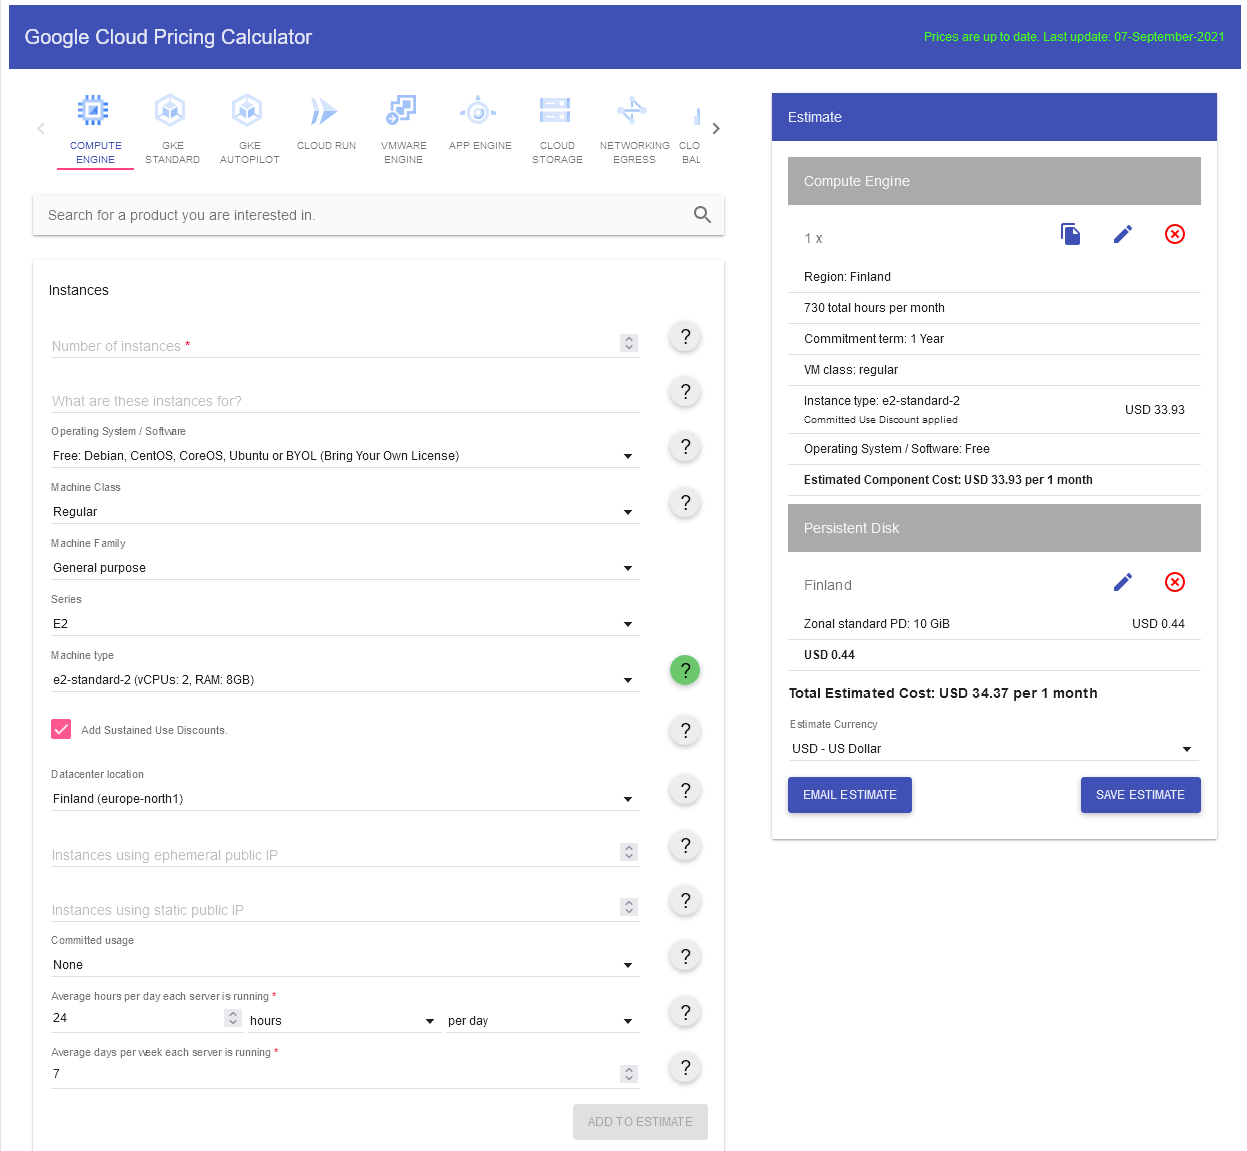 Google Cloud Pricing Calculator
Prices are up to date. Last update: 07-September-2021
COMPUTE ENGINE
GKE STANDARD
GKE AUTOPILOT
CLOUD RUN
VMWARE ENGINE
APP ENGINE
CLOUD STORAGE
NETWORKING EGRESS
CLO
BAL
Search for a product you are interested in.
Instances
Number of instances *
?
What are these instances for?
?
Operating System / Software
Free: Debian, CentOS, CoreOS, Ubuntu or BYOL (Bring Your Own License)
?
Machine Class
Regular
?
Machine Family
General purpose
Series
E2
Machine type
e2-standard-2 (vCPUs: 2, RAM: 8GB)
?
Add Sustained Use Discounts.
?
Datacenter location
Finland (europe-north1)
?
Instances using ephemeral public IP
?
Instances using static public IP
?
Committed usage
None
?
Average hours per day each server is running *
24 hours per day
?
Average days per week each server is running *
7
?
ADD TO ESTIMATE
Estimate
Compute Engine
1 x
Region: Finland
730 total hours per month
Commitment term: 1 Year
VM class: regular
Instance type: e2-standard-2
Committed Use Discount applied
USD 33.93
Operating System / Software: Free
Estimated Component Cost: USD 33.93 per 1 month
Persistent Disk
Finland
Zonal standard PD: 10 GiB USD 0.44
USD 0.44
Total Estimated Cost: USD 34.37 per 1 month
Estimate Currency
USD - US Dollar
EMAIL ESTIMATE
SAVE ESTIMATE